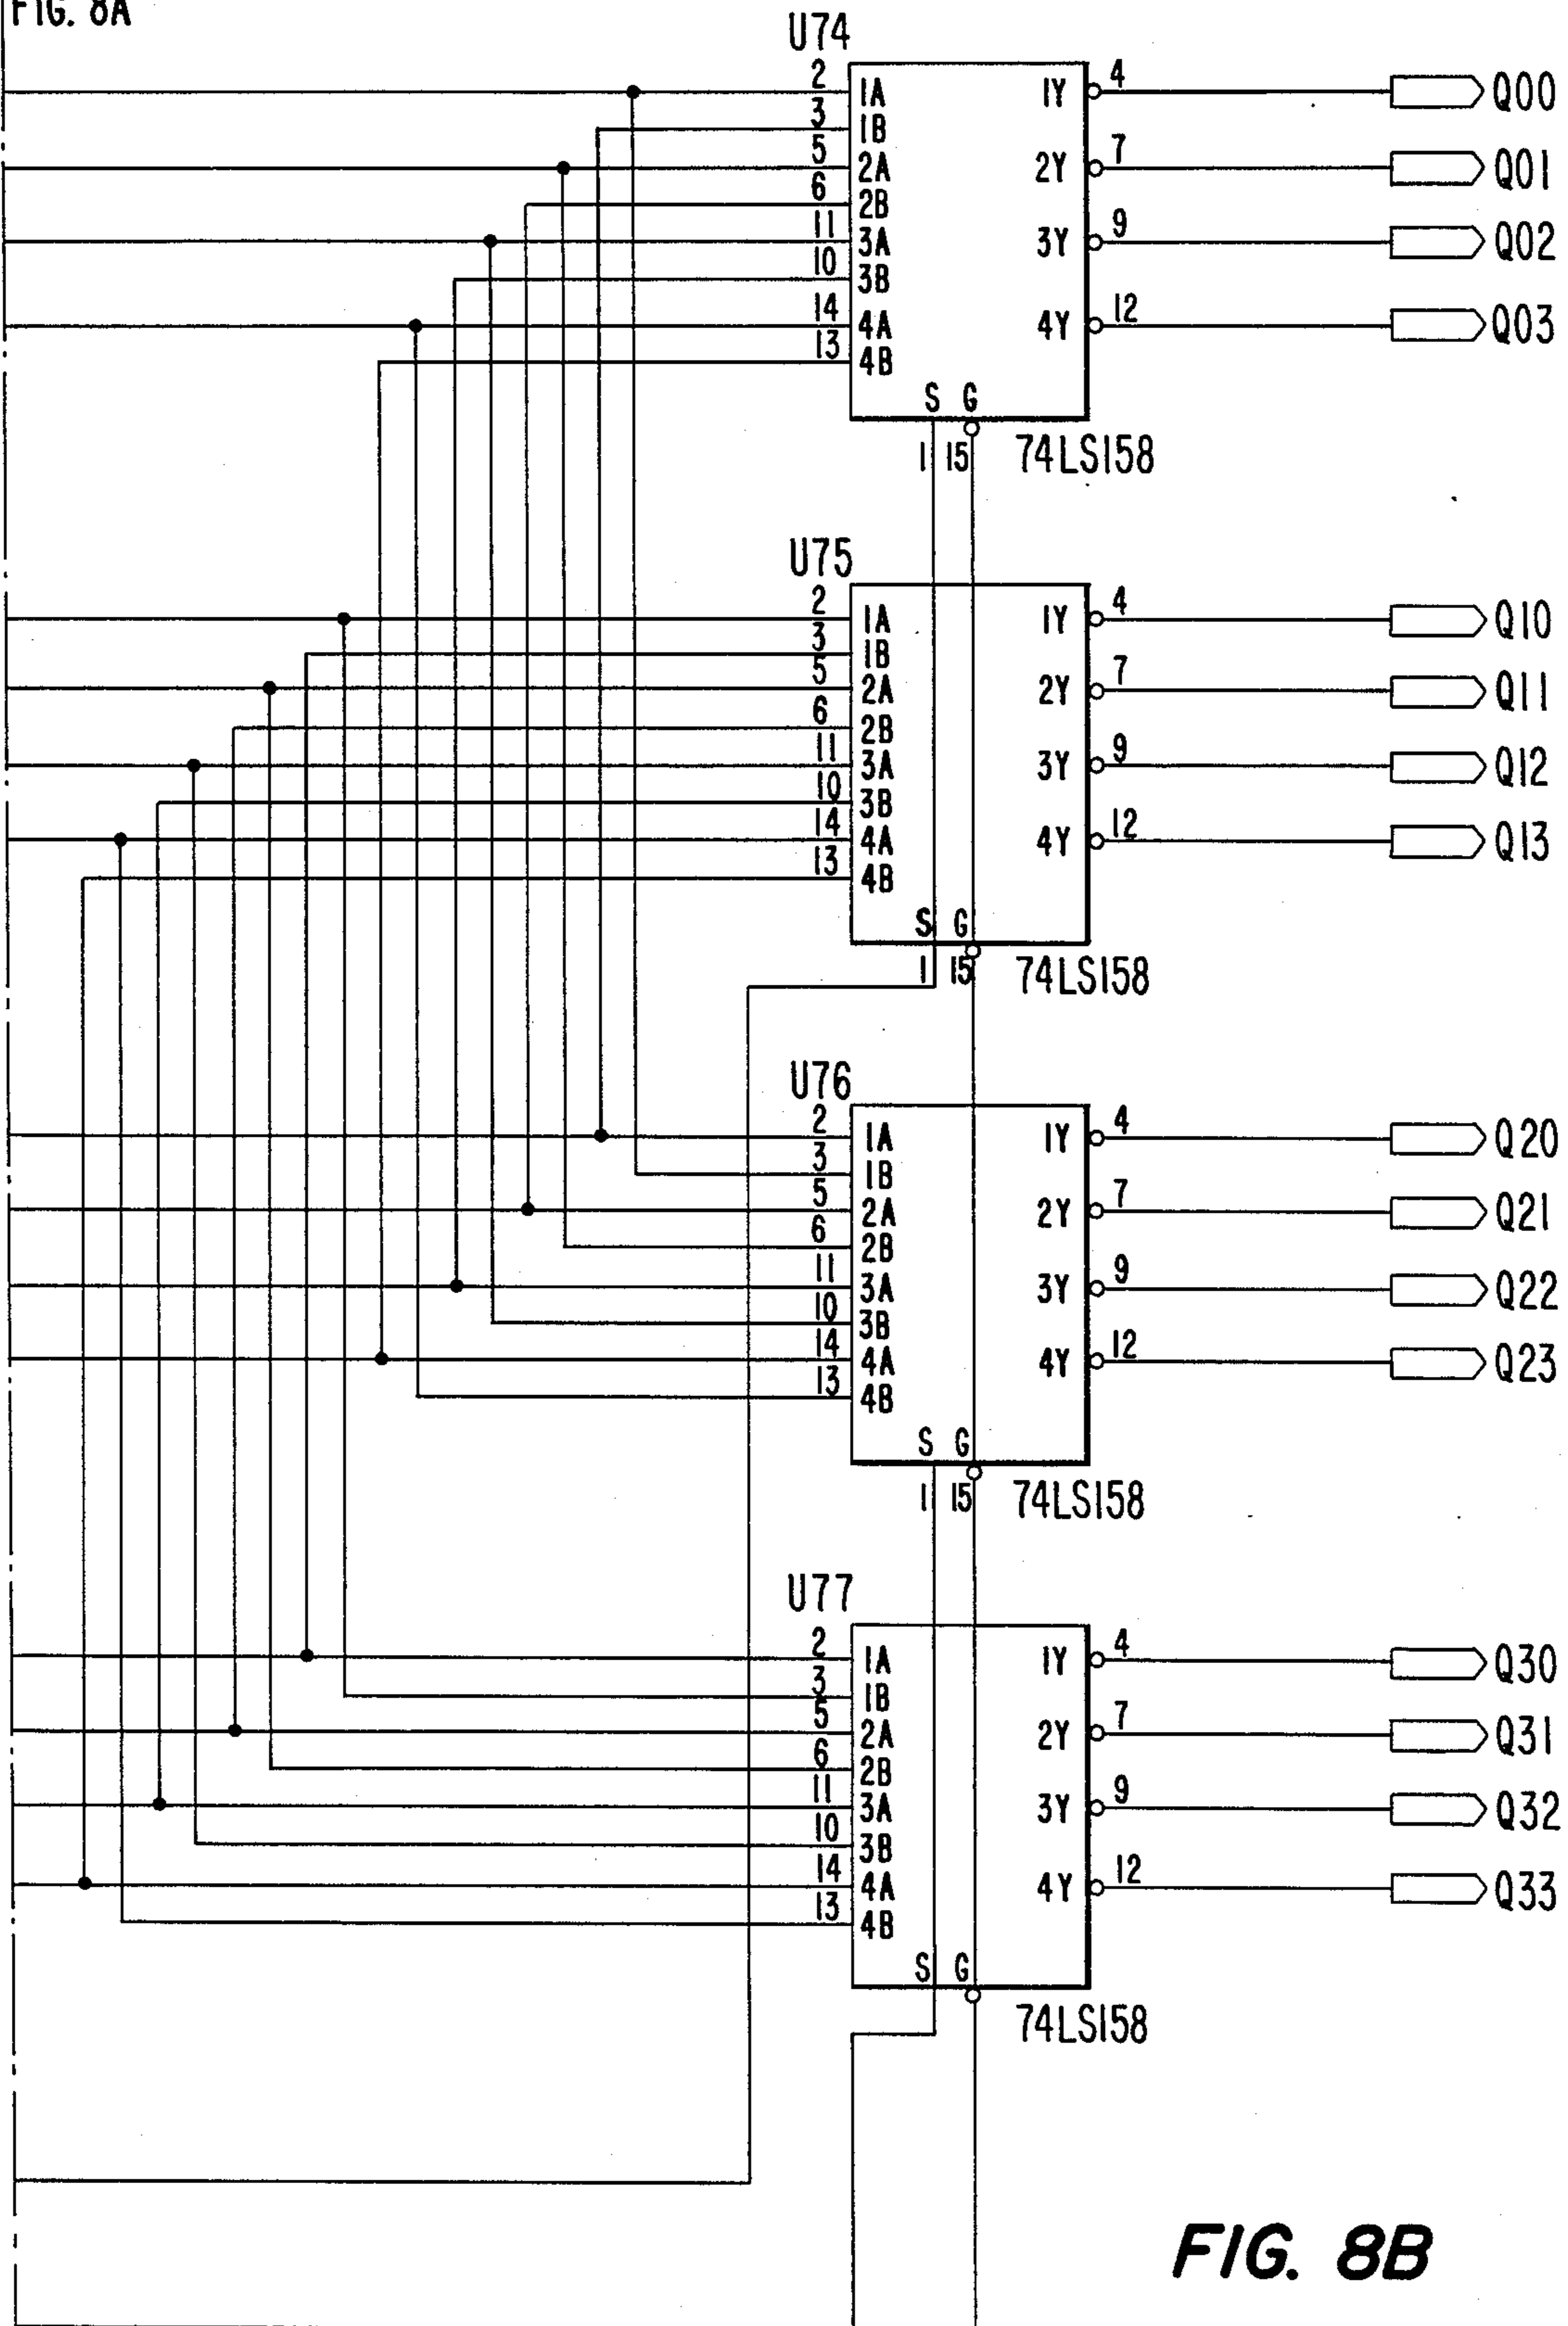 FIG. 8A
U74
2 1A 1Y 4 Q00
3 1B
5 2A 2Y 7 Q01
6 2B
11 3A 3Y 9 Q02
10 3B
14 4A 4Y 12 Q03
13 4B
S G
1 15 74LS158
U75
2 1A 1Y 4 Q10
3 1B
5 2A 2Y 7 Q11
6 2B
11 3A 3Y 9 Q12
10 3B
14 4A 4Y 12 Q13
13 4B
S G
1 15 74LS158
U76
2 1A 1Y 4 Q20
3 1B
5 2A 2Y 7 Q21
6 2B
11 3A 3Y 9 Q22
10 3B
14 4A 4Y 12 Q23
13 4B
S G
1 15 74LS158
U77
2 1A 1Y 4 Q30
3 1B
5 2A 2Y 7 Q31
6 2B
11 3A 3Y 9 Q32
10 3B
14 4A 4Y 12 Q33
13 4B
S G
74LS158
FIG. 8B